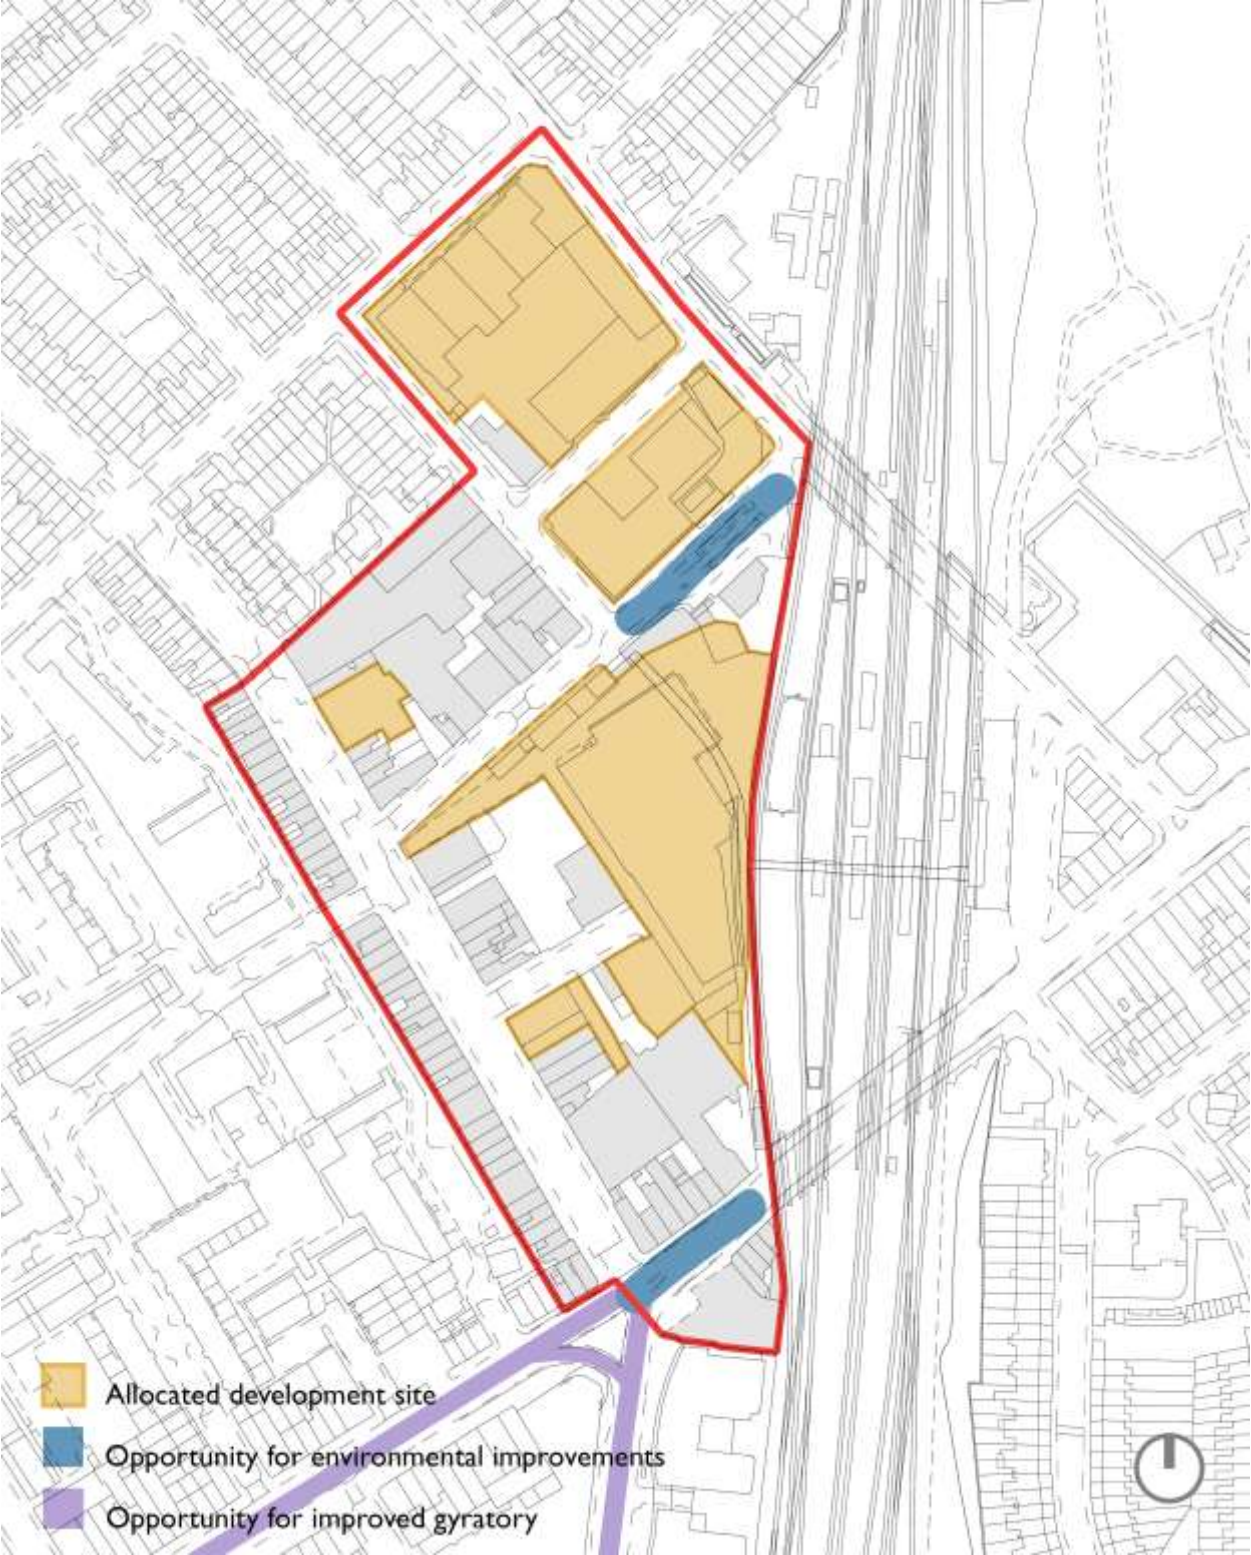 Allocated development site
Opportunity for environmental improvements
Opportunity for improved gyratory